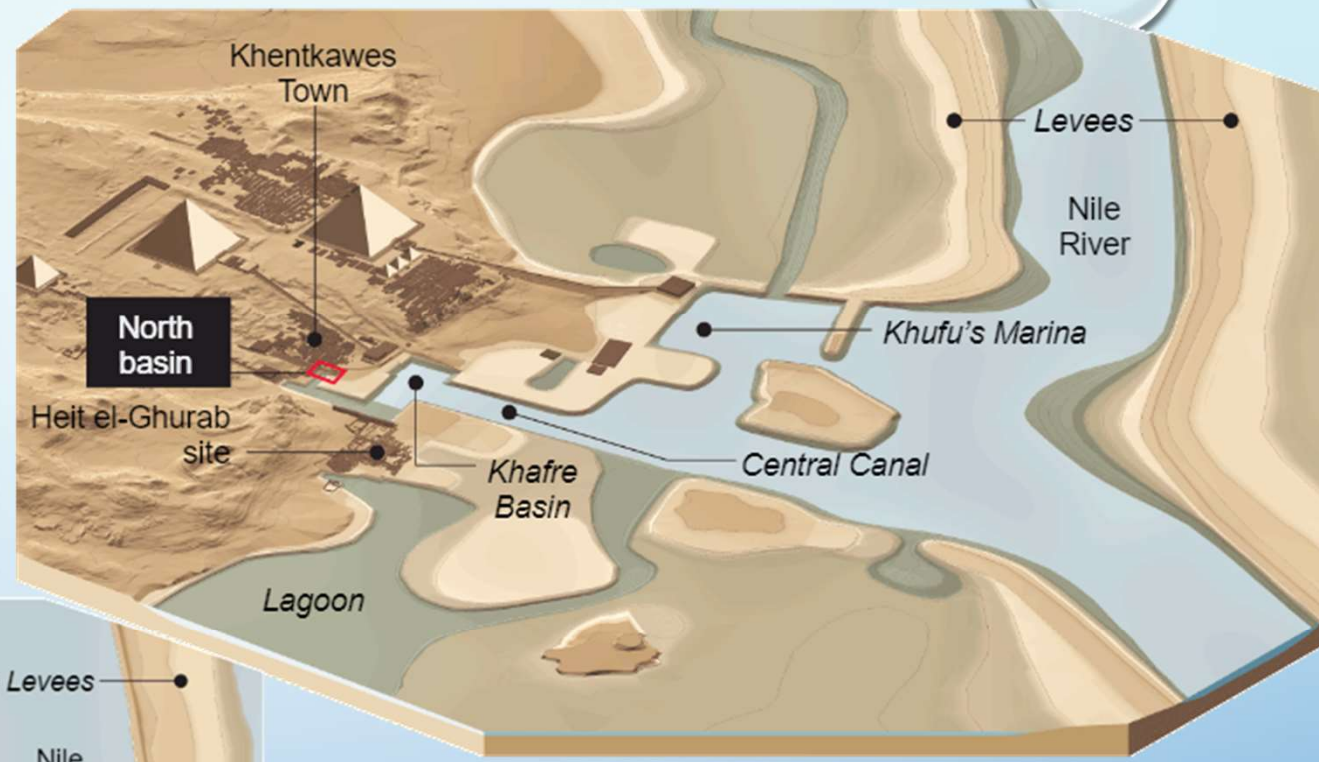 Khentkawes
Town
Levees
Nile
River
North
basin
Khufu's Marina
Heit el-Ghurab
site
Khafre
Basin
Central Canal
Lagoon
Levees
Nile